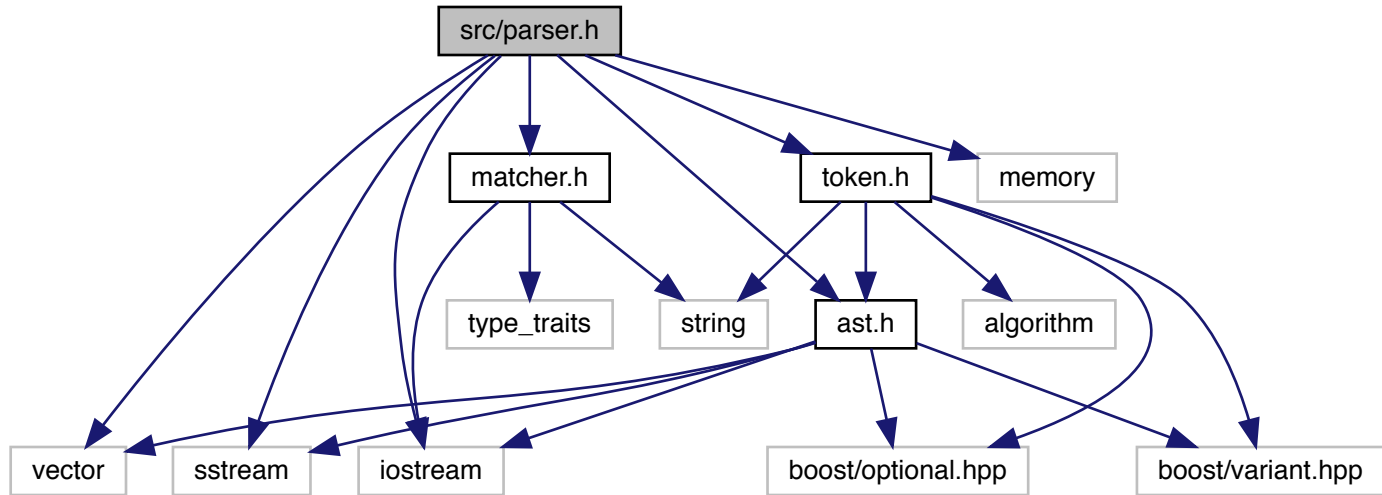 src/parser.h
matcher.h
token.h
memory
type_traits
string
ast.h
algorithm
vector
sstream
iostream
boost/optional.hpp
boost/variant.hpp